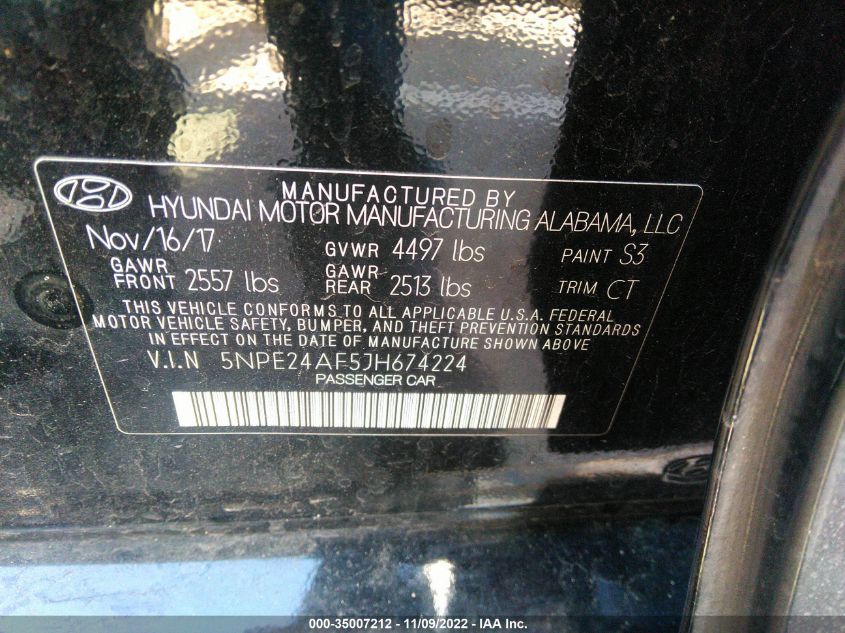 MANUFACTURED BY
HYUNDAI MOTOR MANUFACTURING ALABAMA, LLC
Nov/16/17 GVWR 4497 lbs PAINT S3
GAWR FRONT 2557 lbs GAWR REAR 2513 lbs TRIM CT
THIS VEHICLE CONFORMS TO ALL APPLICABLE U.S.A. FEDERAL
MOTOR VEHICLE SAFETY, BUMPER, AND THEFT PREVENTION STANDARDS
IN EFFECT ON THE DATE OF MANUFACTURE SHOWN ABOVE
V.I.N 5NPE24AF5JH674224
PASSENGER CAR
000-35007212 - 11/09/2022 - IAA Inc.